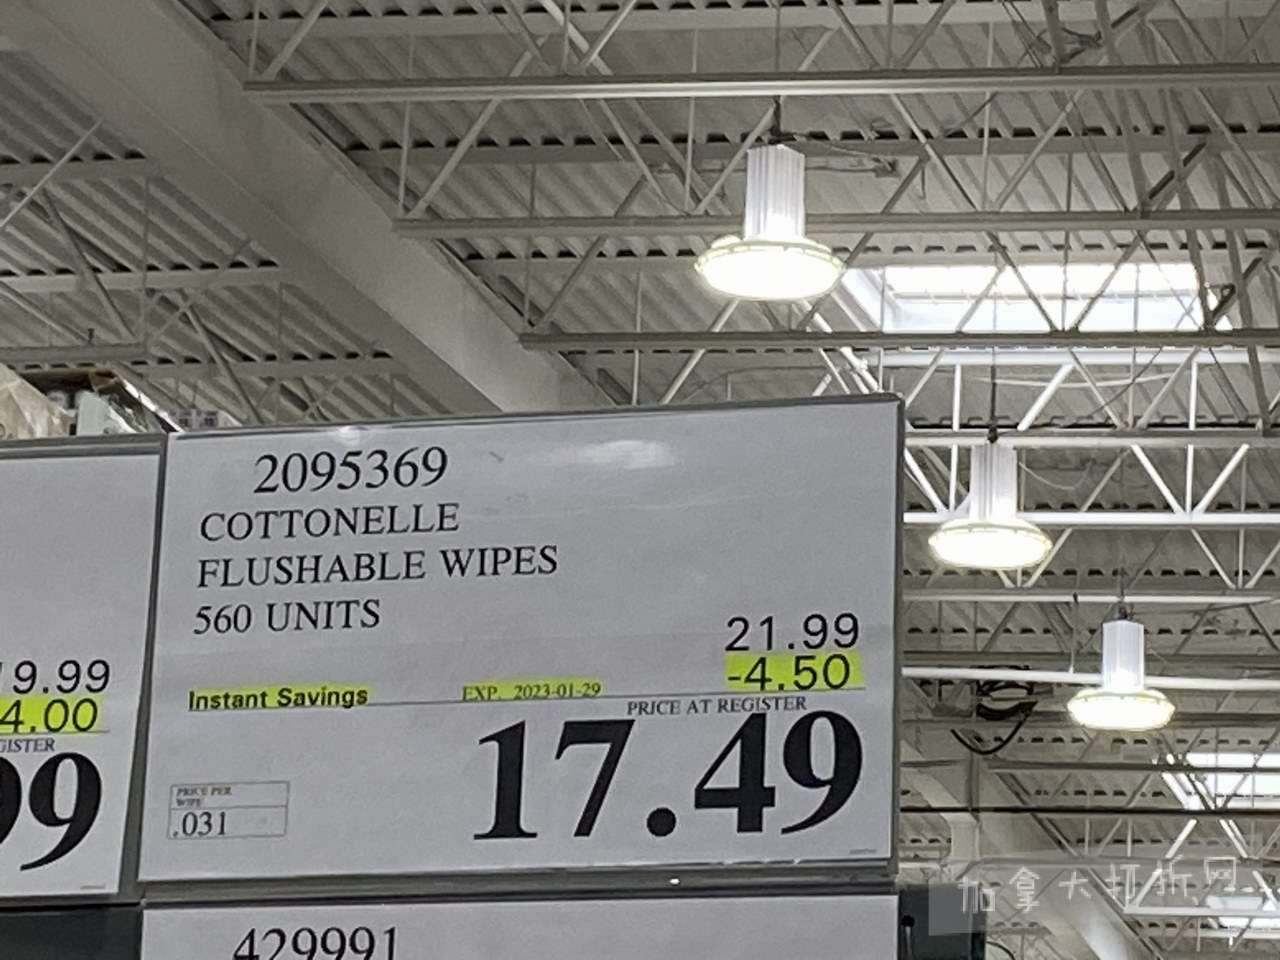 2095369
COTTONELLE
FLUSHABLE WIPES
560 UNITS
21.99
-4.50
Instant Savings
EXP. 2023-01-29
PRICE AT REGISTER
17.49
PRICE PER
WIPE
.031
9.99
4.00
GISTER
99
429991
加拿大打折网